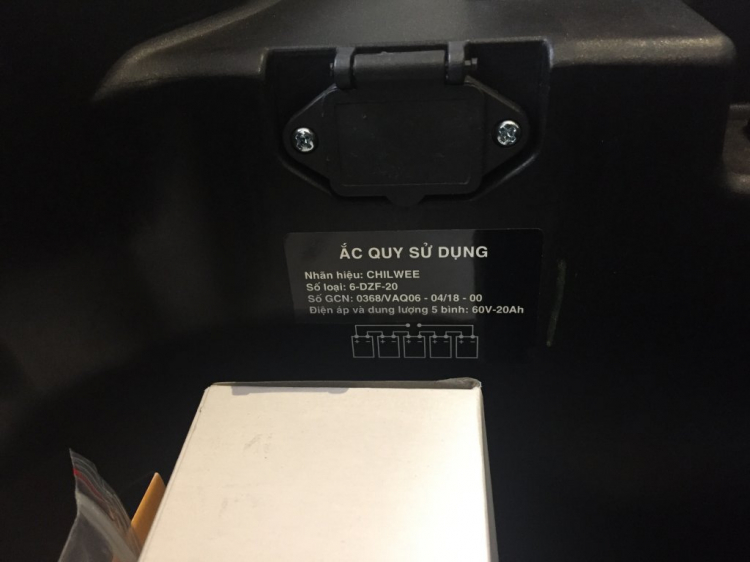 ẮC QUY SỬ DỤNG
Nhãn hiệu: CHILWEE
Số loại: 6-DZF-20
Số GCN: 0368/VAQ06 - 04/18 - 00
Điện áp và dung lượng 5 bình: 60V-20Ah